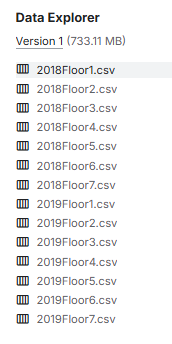 Data Explorer
Version 1 (733.11 MB)
2018Floor1.csv
2018Floor2.csv
2018Floor3.csv
2018Floor4.csv
2018Floor5.csv
2018Floor6.csv
2018Floor7.csv
2019Floor1.csv
2019Floor2.csv
2019Floor3.csv
2019Floor4.csv
2019Floor5.csv
2019Floor6.csv
2019Floor7.csv